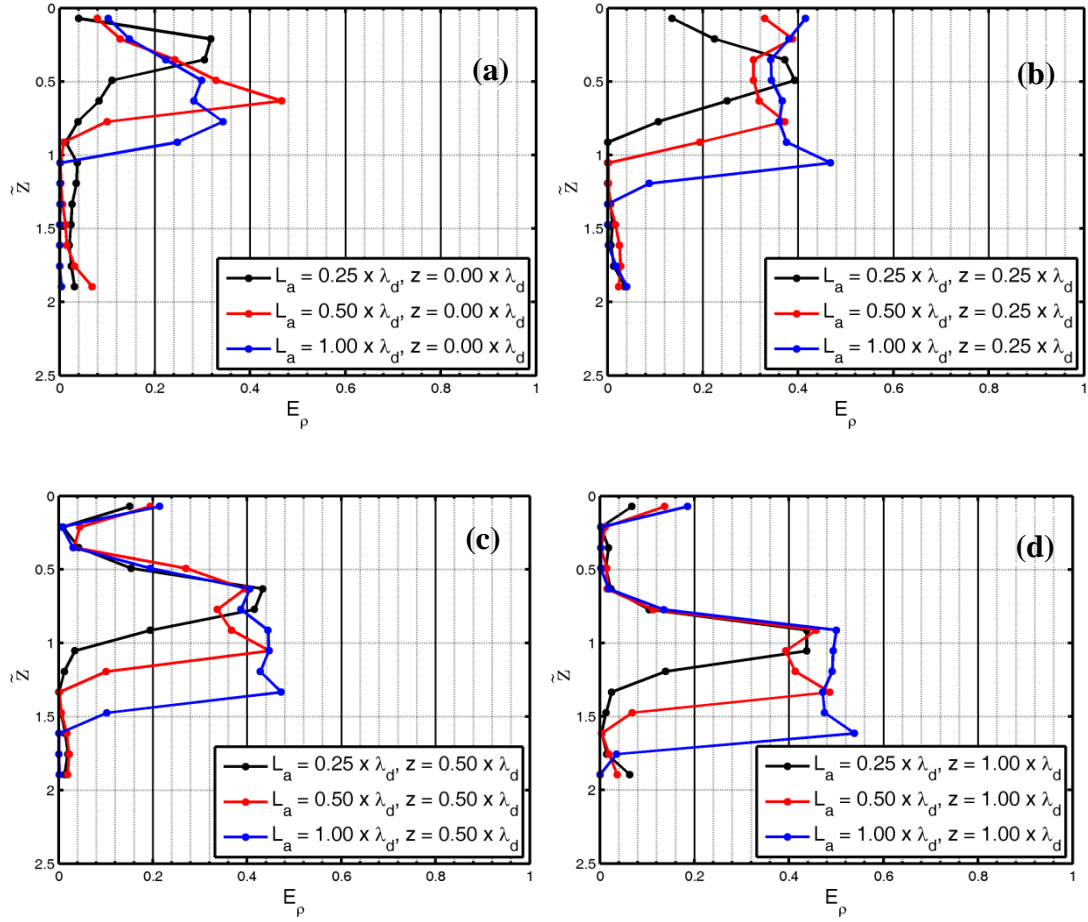 0
0.5
1
1.5
2
2.5
Z̃
(a)
L_a = 0.25 x λ_d, z = 0.00 x λ_d
L_a = 0.50 x λ_d, z = 0.00 x λ_d
L_a = 1.00 x λ_d, z = 0.00 x λ_d
0 0.2 0.4 0.6 0.8 1
E_ρ
0
0.5
1
1.5
2
2.5
Z̃
(b)
L_a = 0.25 x λ_d, z = 0.25 x λ_d
L_a = 0.50 x λ_d, z = 0.25 x λ_d
L_a = 1.00 x λ_d, z = 0.25 x λ_d
0 0.2 0.4 0.6 0.8 1
E_ρ
0
0.5
1
1.5
2
2.5
Z̃
(c)
L_a = 0.25 x λ_d, z = 0.50 x λ_d
L_a = 0.50 x λ_d, z = 0.50 x λ_d
L_a = 1.00 x λ_d, z = 0.50 x λ_d
0 0.2 0.4 0.6 0.8 1
E_ρ
0
0.5
1
1.5
2
2.5
Z̃
(d)
L_a = 0.25 x λ_d, z = 1.00 x λ_d
L_a = 0.50 x λ_d, z = 1.00 x λ_d
L_a = 1.00 x λ_d, z = 1.00 x λ_d
0 0.2 0.4 0.6 0.8 1
E_ρ